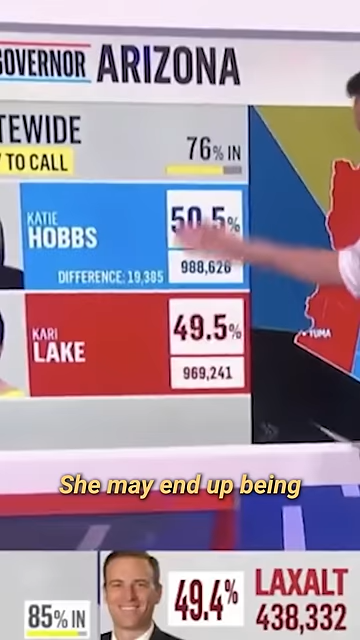 GOVERNOR ARIZONA
TEWIDE
76% IN
TO CALL
KATIE
HOBBS
50.5%
DIFFERENCE: 19,385
988,626
KARI
LAKE
49.5%
969,241
YUMA
She may end up being
85% IN
49.4%
LAXALT
438,332